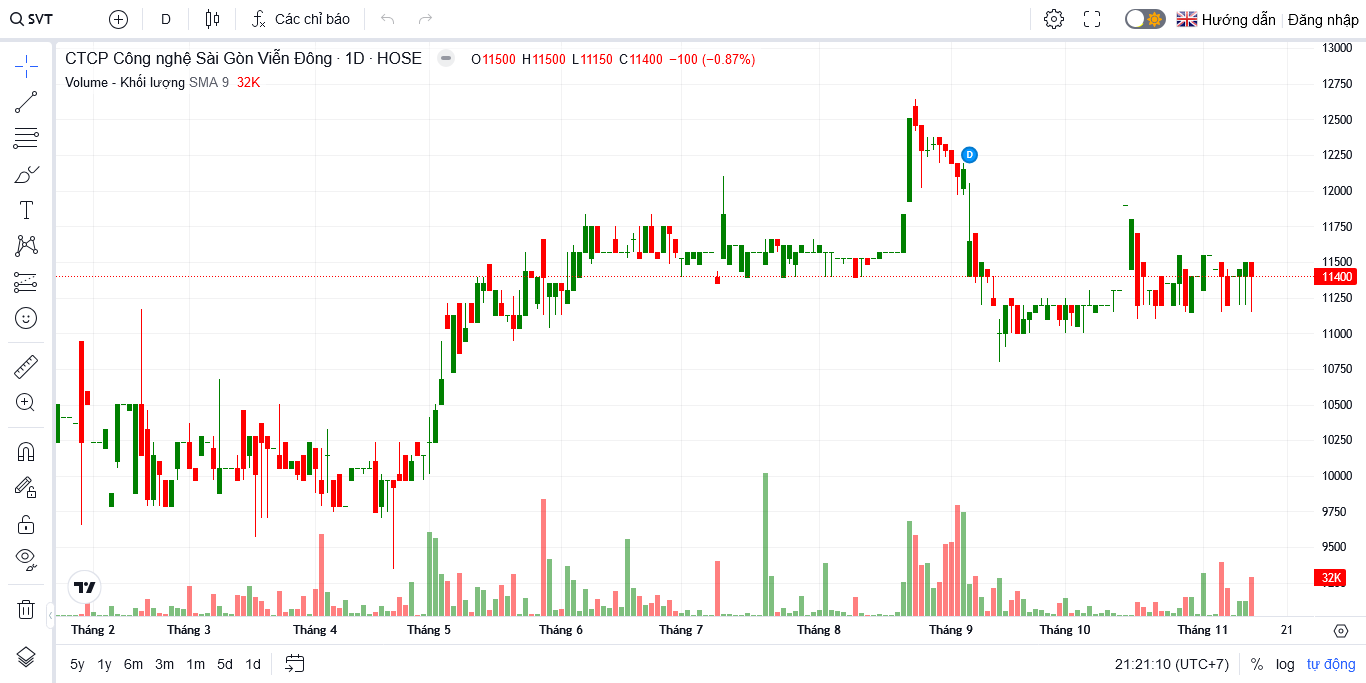 SVT D Các chỉ báo Hướng dẫn Đăng nhập
CTCP Công nghệ Sài Gòn Viễn Đông · 1D · HOSE O11500 H11500 L11150 C11400 −100 (−0.87%)
Volume - Khối lượng SMA 9 32K
D
T
13000
12750
12500
12250
12000
11750
11500
11400
11250
11000
10750
10500
10250
10000
9750
9500
32K
Tháng 2 Tháng 3 Tháng 4 Tháng 5 Tháng 6 Tháng 7 Tháng 8 Tháng 9 Tháng 10 Tháng 11 21
5y 1y 6m 3m 1m 5d 1d 21:21:10 (UTC+7) % log tự động